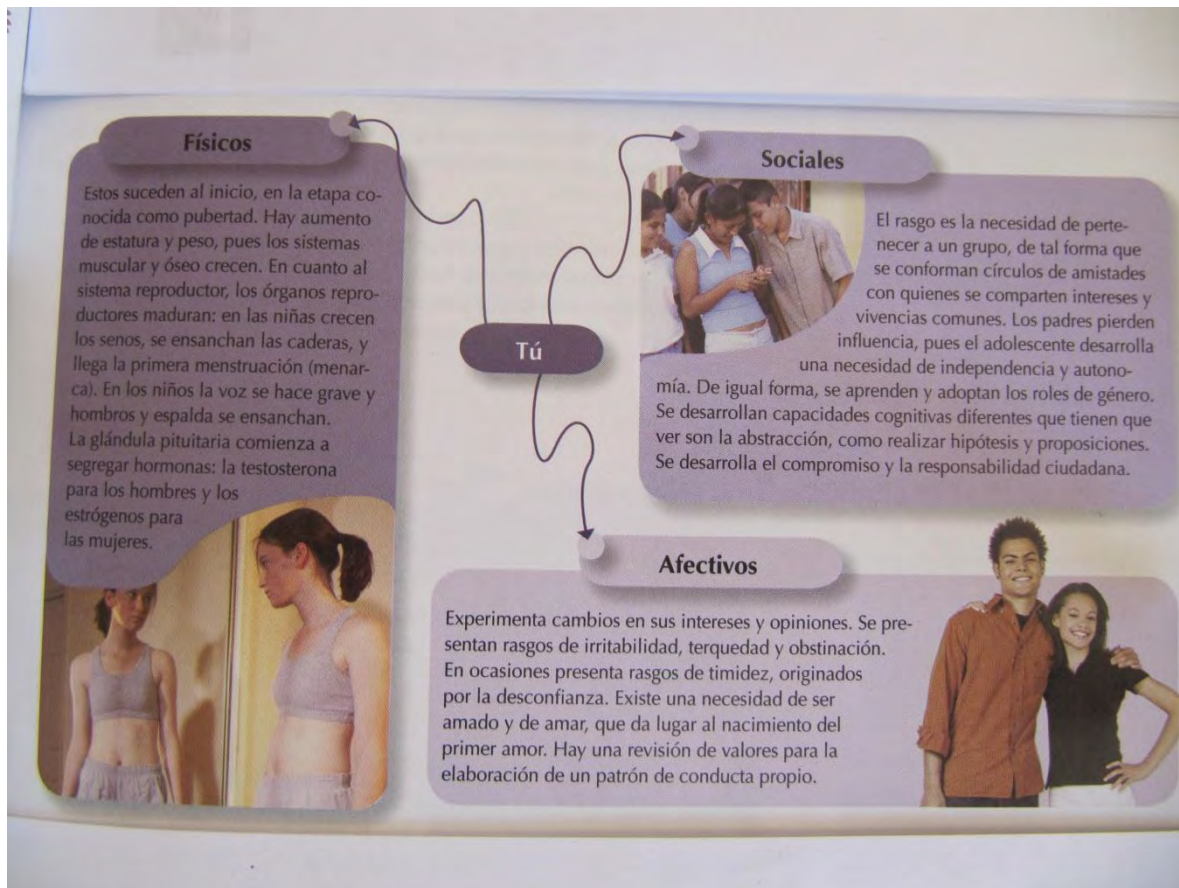 Físicos
Estos suceden al inicio, en la etapa co-
nocida como pubertad. Hay aumento
de estatura y peso, pues los sistemas
muscular y óseo crecen. En cuanto al
sistema reproductor, los órganos repro-
ductores maduran: en las niñas crecen
los senos, se ensanchan las caderas, y
llega la primera menstruación (menar-
ca). En los niños la voz se hace grave y
hombros y espalda se ensanchan.
La glándula pituitaria comienza a
segregar hormonas: la testosterona
para los hombres y los
estrógenos para
las mujeres.
Tú
Sociales
El rasgo es la necesidad de perte-
necer a un grupo, de tal forma que
se conforman círculos de amistades
con quienes se comparten intereses y
vivencias comunes. Los padres pierden
influencia, pues el adolescente desarrolla
una necesidad de independencia y autono-
mía. De igual forma, se aprenden y adoptan los roles de género.
Se desarrollan capacidades cognitivas diferentes que tienen que
ver son la abstracción, como realizar hipótesis y proposiciones.
Se desarrolla el compromiso y la responsabilidad ciudadana.
Afectivos
Experimenta cambios en sus intereses y opiniones. Se pre-
sentan rasgos de irritabilidad, terquedad y obstinación.
En ocasiones presenta rasgos de timidez, originados
por la desconfianza. Existe una necesidad de ser
amado y de amar, que da lugar al nacimiento del
primer amor. Hay una revisión de valores para la
elaboración de un patrón de conducta propio.